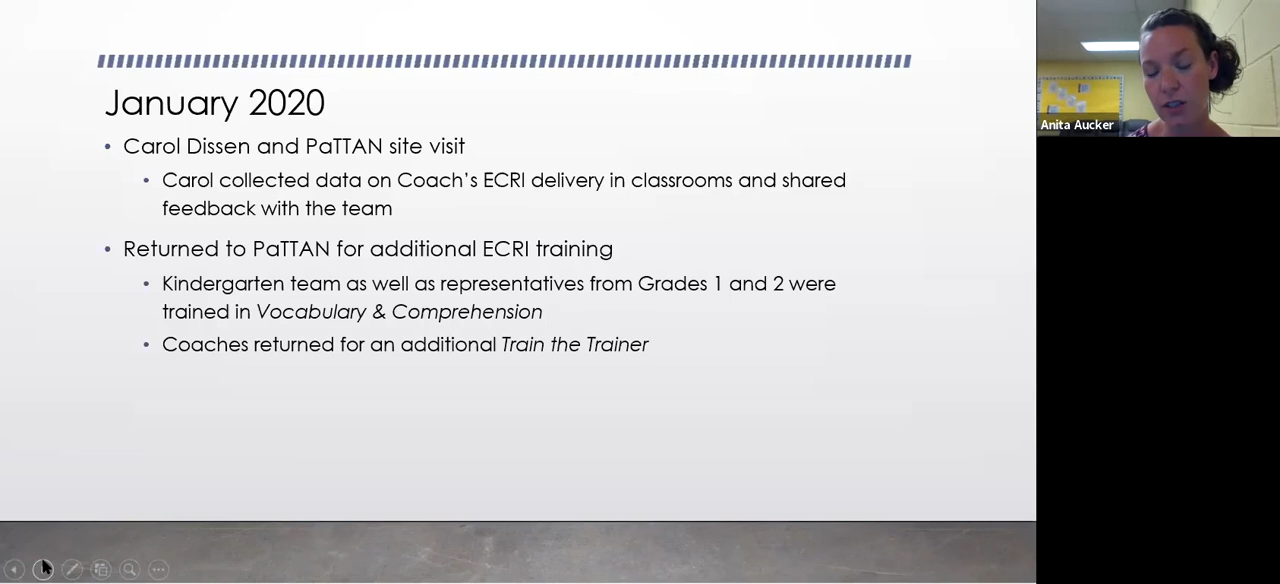 January 2020
• Carol Dissen and PaTTAN site visit
• Carol collected data on Coach's ECRI delivery in classrooms and shared
feedback with the team
• Returned to PaTTAN for additional ECRI training
• Kindergarten team as well as representatives from Grades 1 and 2 were
trained in Vocabulary & Comprehension
• Coaches returned for an additional Train the Trainer
Anita Aucker